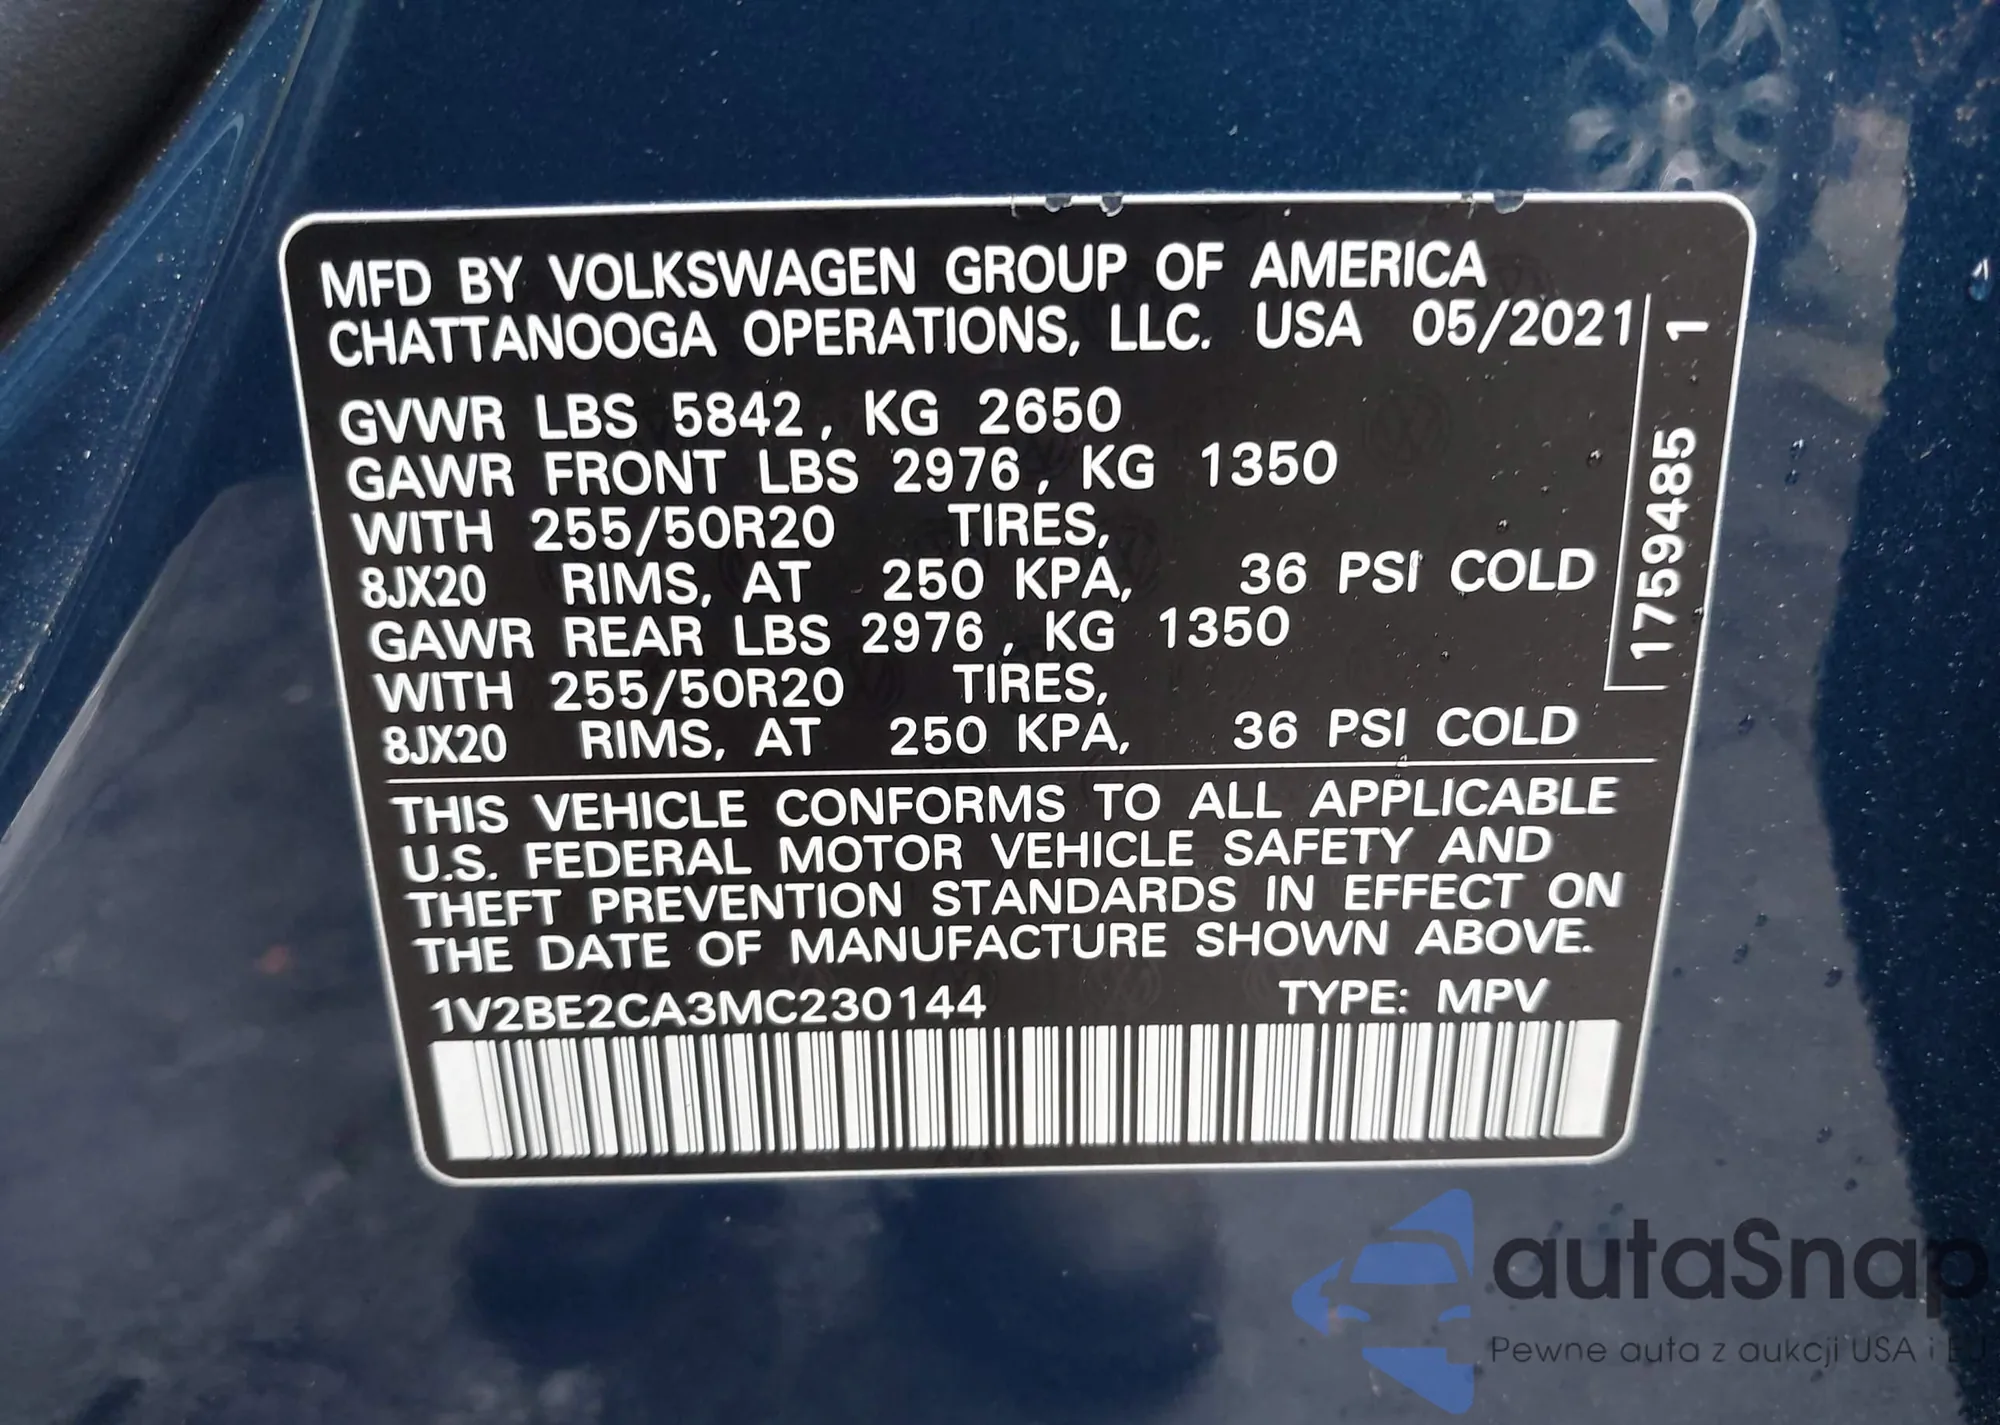 MFD BY VOLKSWAGEN GROUP OF AMERICA
CHATTANOOGA OPERATIONS, LLC. USA 05/2021
GVWR LBS 5842, KG 2650
GAWR FRONT LBS 2976, KG 1350
WITH 255/50R20 TIRES,
8JX20 RIMS, AT 250 KPA, 36 PSI COLD
GAWR REAR LBS 2976, KG 1350
WITH 255/50R20 TIRES,
8JX20 RIMS, AT 250 KPA, 36 PSI COLD
1759485 1
THIS VEHICLE CONFORMS TO ALL APPLICABLE
U.S. FEDERAL MOTOR VEHICLE SAFETY AND
THEFT PREVENTION STANDARDS IN EFFECT ON
THE DATE OF MANUFACTURE SHOWN ABOVE.
1V2BE2CA3MC230144 TYPE: MPV
autaSnap
Pewne auta z aukcji USA i EU